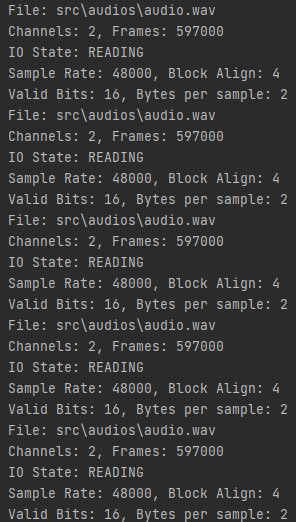 File: src\audios\audio.wav
Channels: 2, Frames: 597000
IO State: READING
Sample Rate: 48000, Block Align: 4
Valid Bits: 16, Bytes per sample: 2
File: src\audios\audio.wav
Channels: 2, Frames: 597000
IO State: READING
Sample Rate: 48000, Block Align: 4
Valid Bits: 16, Bytes per sample: 2
File: src\audios\audio.wav
Channels: 2, Frames: 597000
IO State: READING
Sample Rate: 48000, Block Align: 4
Valid Bits: 16, Bytes per sample: 2
File: src\audios\audio.wav
Channels: 2, Frames: 597000
IO State: READING
Sample Rate: 48000, Block Align: 4
Valid Bits: 16, Bytes per sample: 2
File: src\audios\audio.wav
Channels: 2, Frames: 597000
IO State: READING
Sample Rate: 48000, Block Align: 4
Valid Bits: 16, Bytes per sample: 2